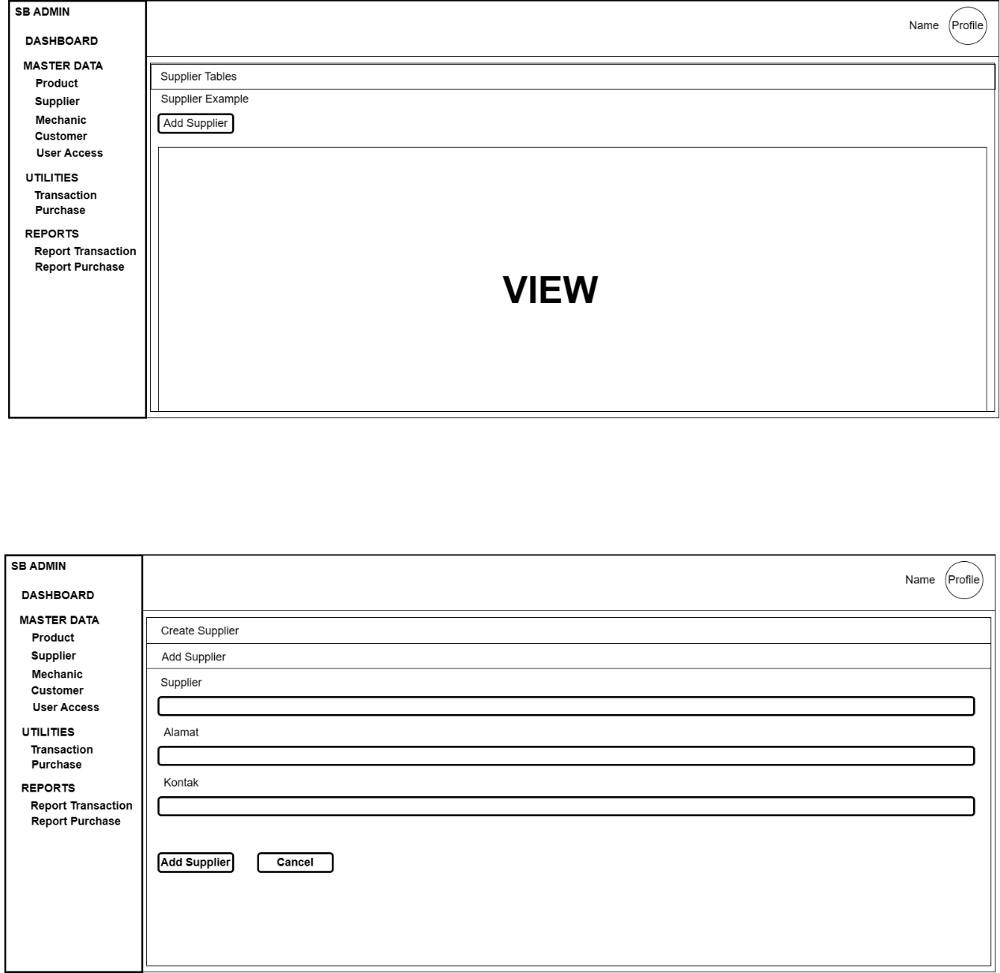 SB ADMIN
DASHBOARD
MASTER DATA
Product
Supplier
Mechanic
Customer
User Access
UTILITIES
Transaction
Purchase
REPORTS
Report Transaction
Report Purchase
Name
Profile
Supplier Tables
Supplier Example
Add Supplier
VIEW
SB ADMIN
DASHBOARD
MASTER DATA
Product
Supplier
Mechanic
Customer
User Access
UTILITIES
Transaction
Purchase
REPORTS
Report Transaction
Report Purchase
Name
Profile
Create Supplier
Add Supplier
Supplier
Alamat
Kontak
Add Supplier
Cancel